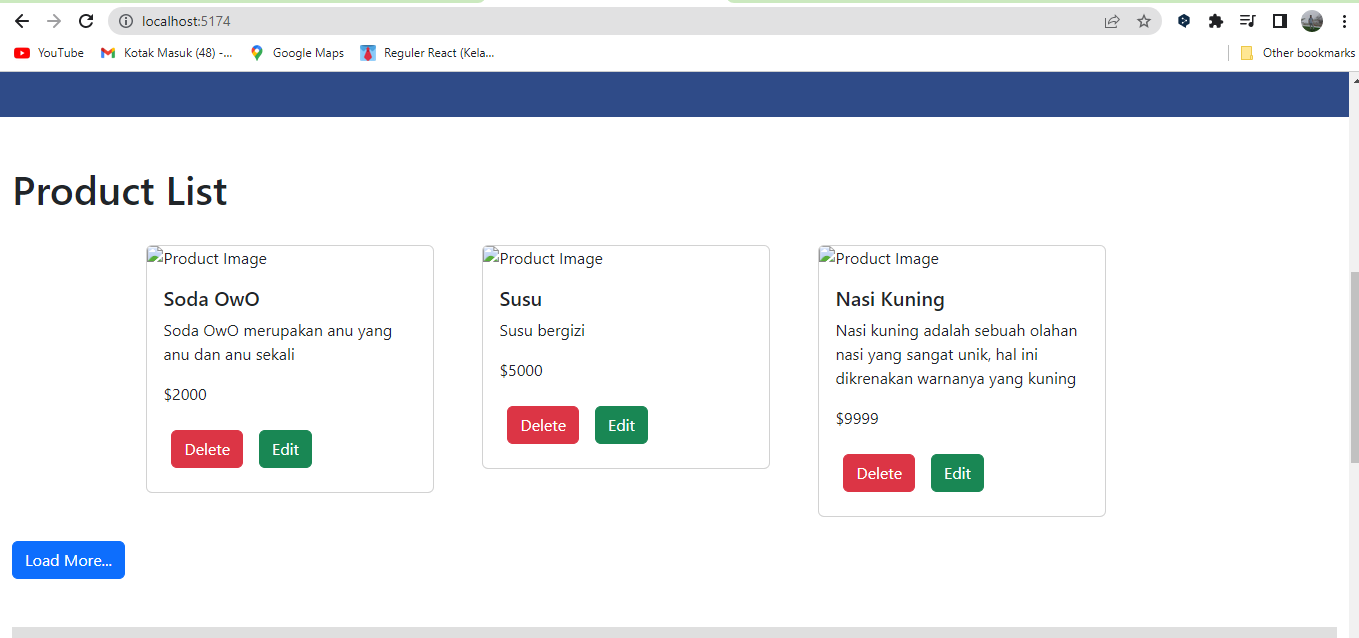 localhost:5174
YouTube
Kotak Masuk (48) -...
Google Maps
Reguler React (Kela...
Other bookmarks
Product List
Product Image
Soda OwO
Soda OwO merupakan anu yang
anu dan anu sekali
$2000
Delete
Edit
Product Image
Susu
Susu bergizi
$5000
Delete
Edit
Product Image
Nasi Kuning
Nasi kuning adalah sebuah olahan
nasi yang sangat unik, hal ini
dikrenakan warnanya yang kuning
$9999
Delete
Edit
Load More...